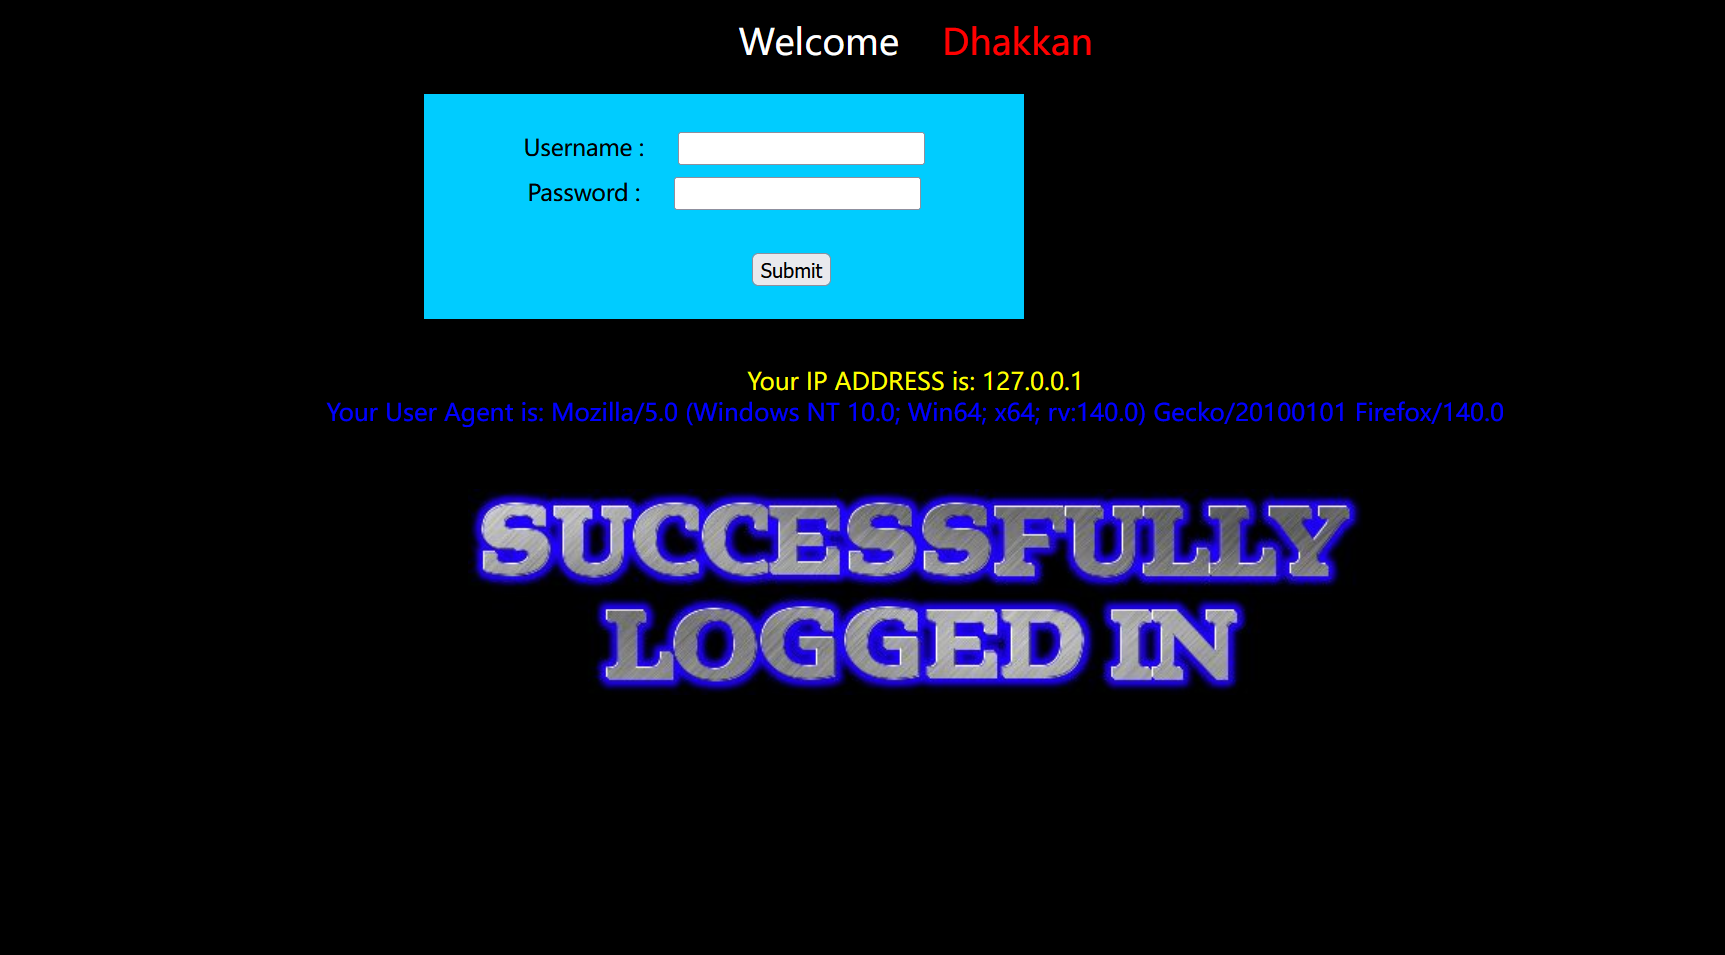 Welcome Dhakkan
Username :
Password :
Submit
Your IP ADDRESS is: 127.0.0.1
Your User Agent is: Mozilla/5.0 (Windows NT 10.0; Win64; x64; rv:140.0) Gecko/20100101 Firefox/140.0
SUCCESSFULLY
LOGGED IN